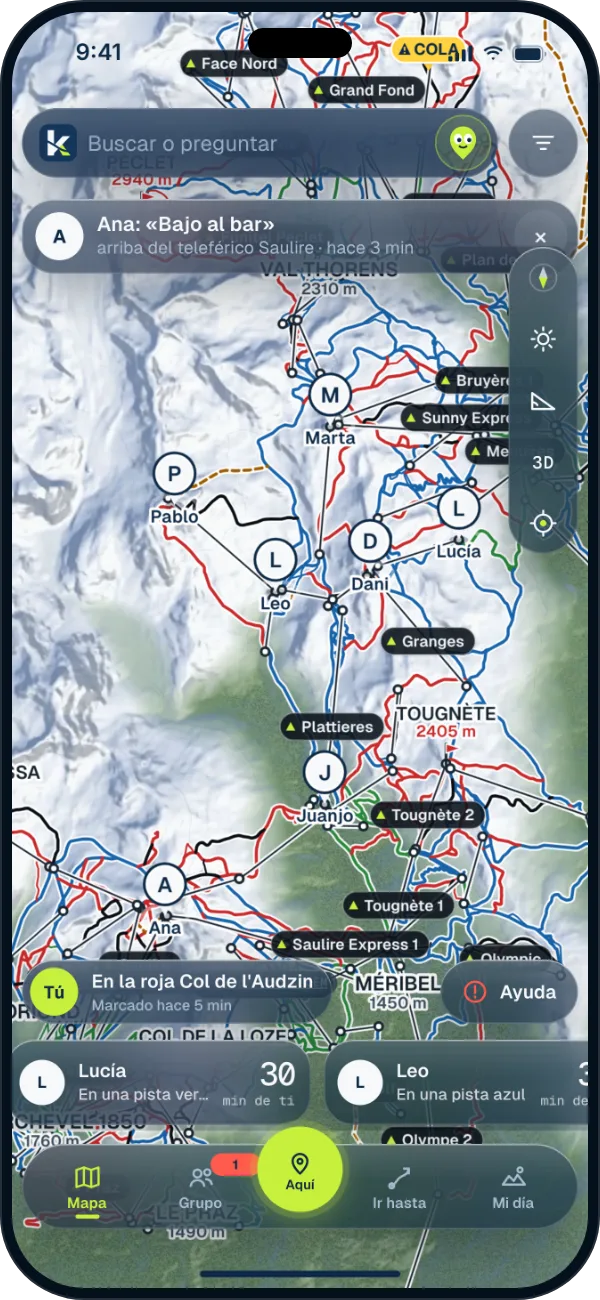 9:41
Face Nord
COLA
Grand Fond
Buscar o preguntar
PÉCLET
2940 m
A
Ana: «Bajo al bar»
arriba del teleférico Saulire · hace 3 min
×
Plan de
VAL THORENS
2310 m
M
Marta
Bruyère
Sunny Expre
Me
3D
P
Pablo
L
Lucía
D
Dani
L
Leo
Granges
TOUGNÈTE
2405 m
Plattieres
SSA
J
Juanjo
Tougnète 2
A
Ana
Tougnète 1
Saulire Express 1
Olympic
Tú
En la roja Col de l'Audzin
Marcado hace 5 min
MÉRIBEL
1450 m
Ayuda
COL DE LA LOZE
L
Lucía
En una pista ver...
30
min de ti
L
Leo
En una pista azul
3
min de
CHEVEL 1850
1760 m
Olympe 2
Mapa
Grupo
1
Aquí
Ir hasta
Mi día
LE PRAZ
1490 m